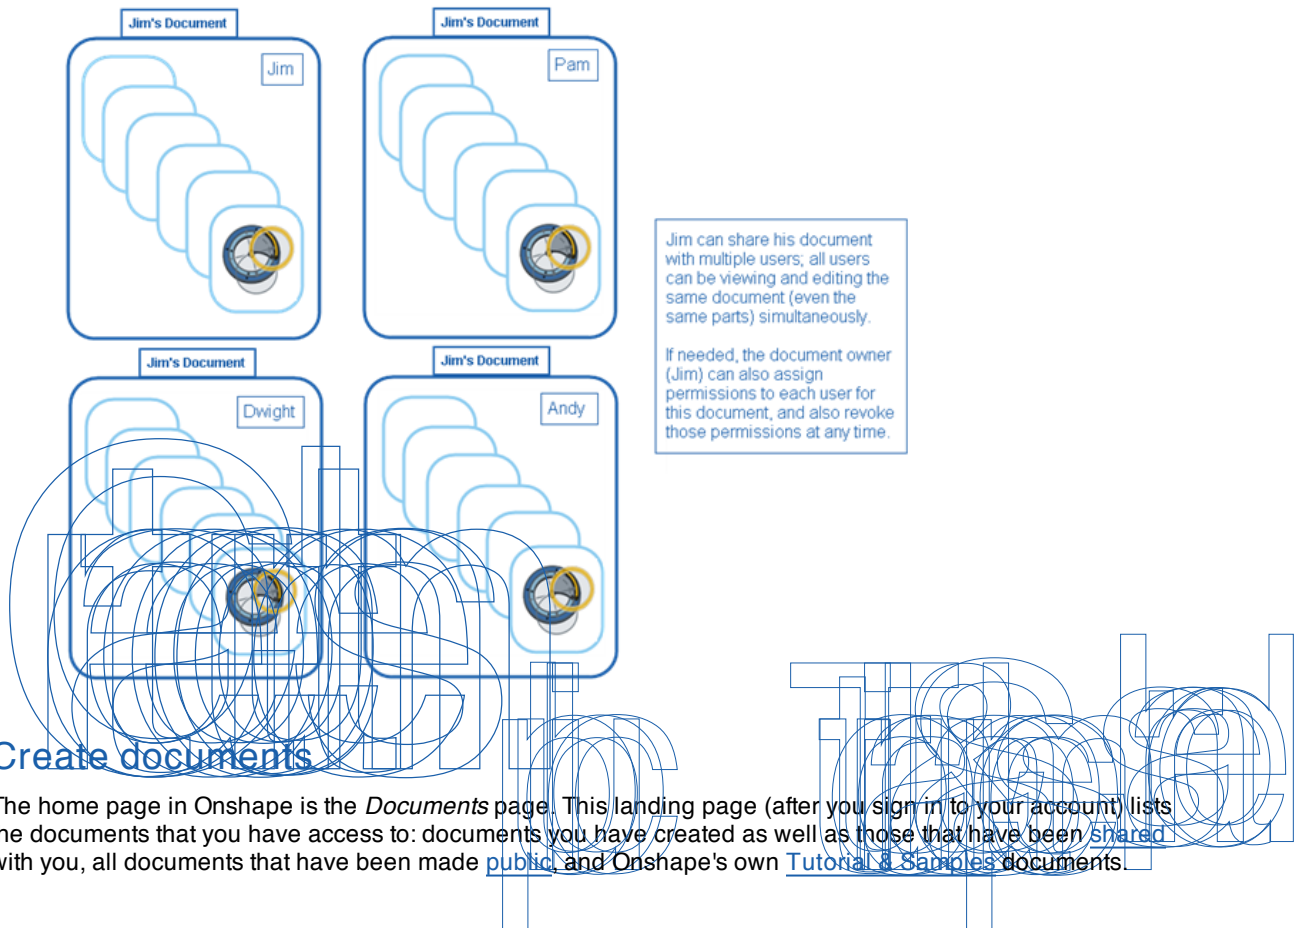 Jim's Document
Jim's Document
Jim
Pam
Jim can share his document
with multiple users; all users
can be viewing and editing the
same document (even the
same parts) simultaneously.
If needed, the document owner
(Jim) can also assign
permissions to each user for
this document, and also revoke
those permissions at any time.
Jim's Document
Jim's Document
Dwight
Andy
Create documents
The home page in Onshape is the Documents page. This landing page (after you sign in to your account) lists
the documents that you have access to: documents you have created as well as those that have been shared
with you, all documents that have been made public, and Onshape's own Tutorial & Samples documents.